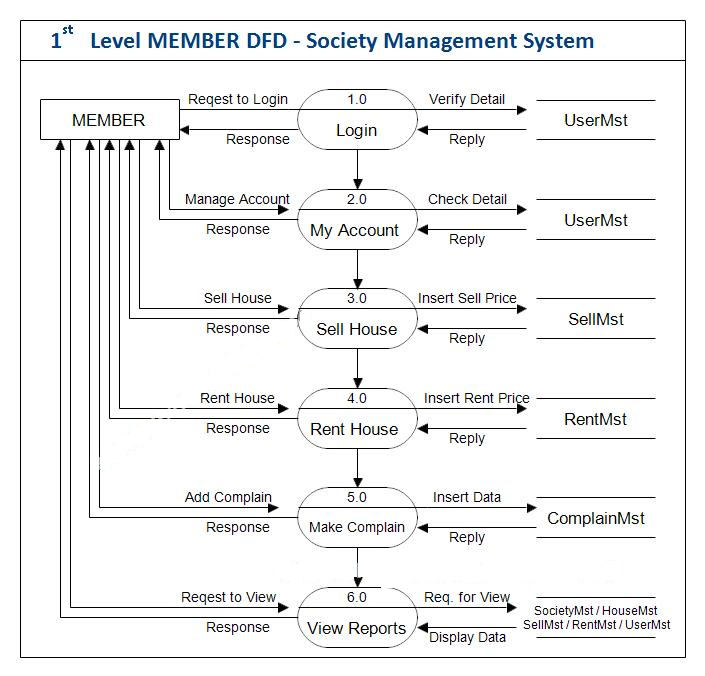 1st Level MEMBER DFD - Society Management System
MEMBER
Reqest to Login
1.0
Verify Detail
Login
UserMst
Response
Reply
Manage Account
2.0
Check Detail
My Account
UserMst
Response
Reply
Sell House
3.0
Insert Sell Price
Sell House
SellMst
Response
Reply
Rent House
4.0
Insert Rent Price
Rent House
RentMst
Response
Reply
Add Complain
5.0
Insert Data
Make Complain
ComplainMst
Response
Reply
Reqest to View
6.0
Req. for View
View Reports
SocietyMst / HouseMst
SellMst / RentMst / UserMst
Response
Display Data